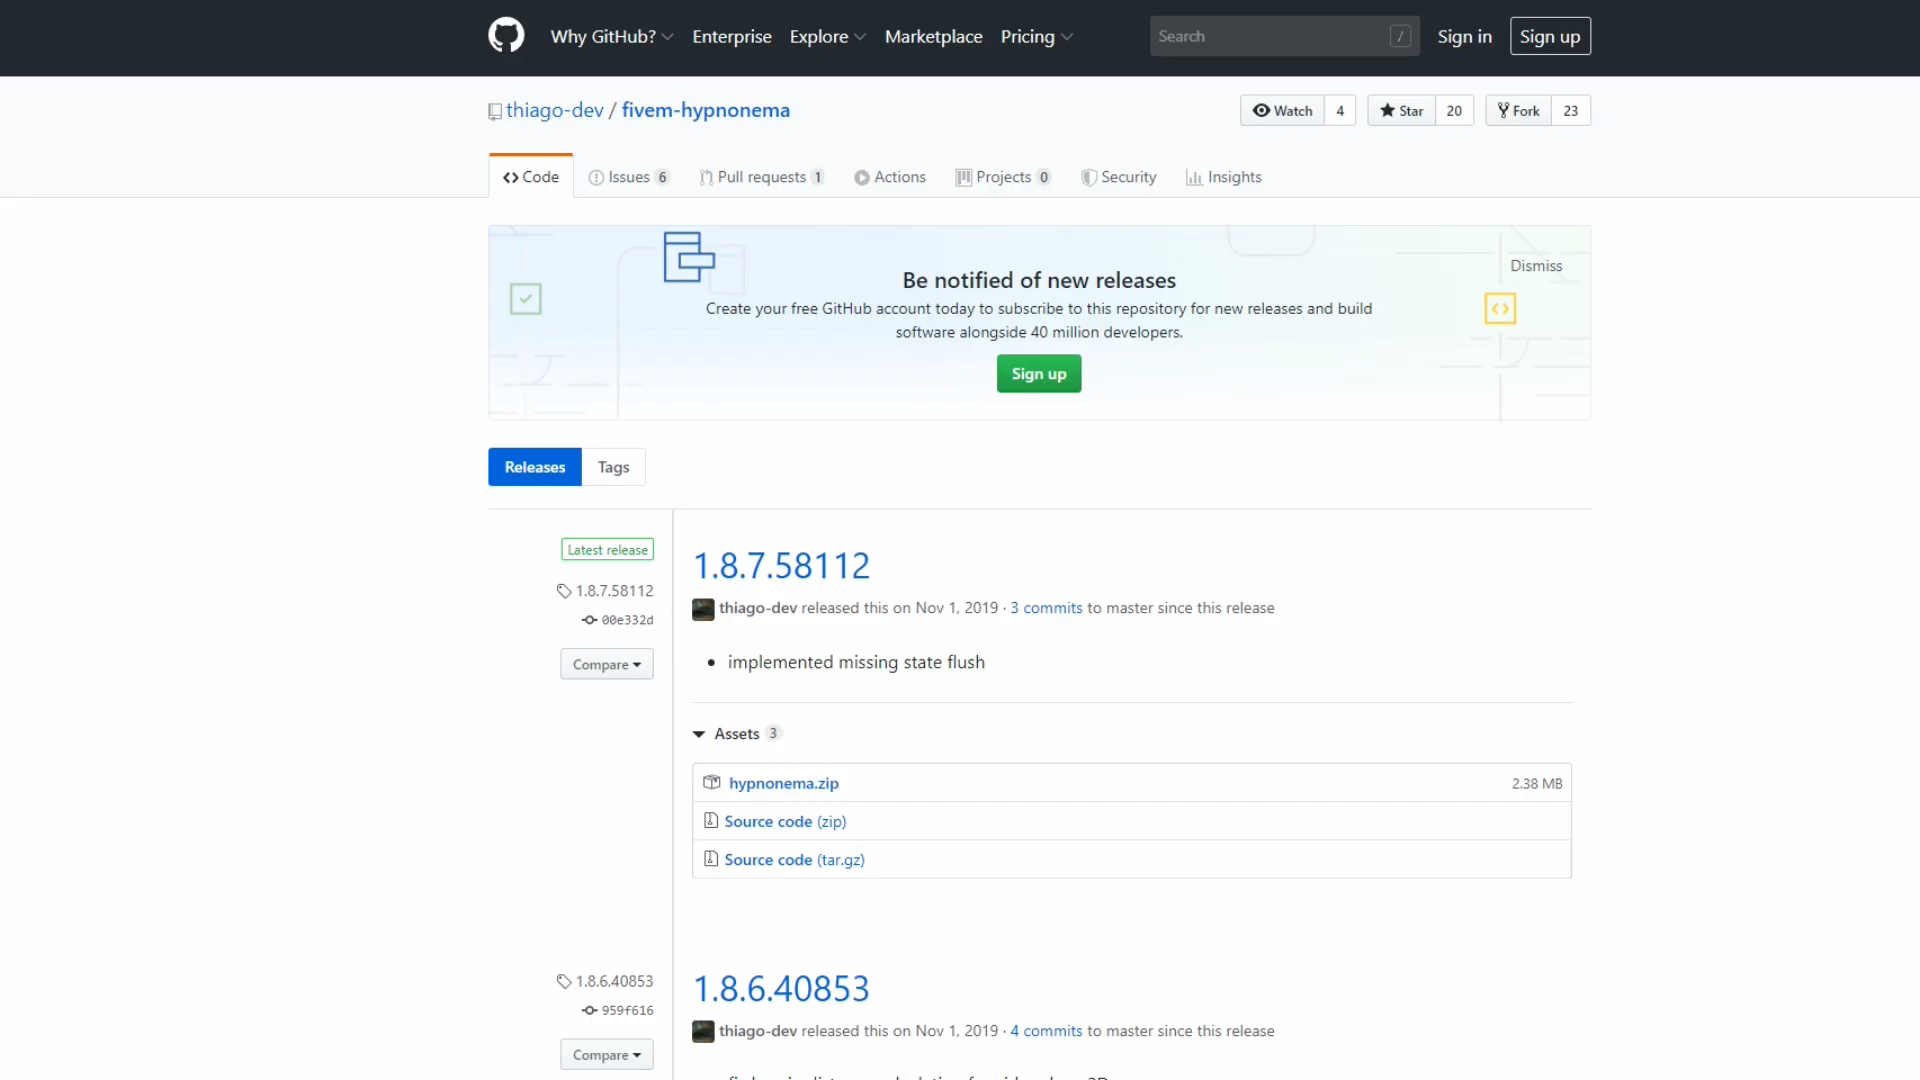 Why GitHub? Enterprise Explore Marketplace Pricing Search / Sign in Sign up
thiago-dev / fivem-hypnonema Watch 4 Star 20 Fork 23
Code Issues 6 Pull requests 1 Actions Projects 0 Security Insights
Dismiss
Be notified of new releases
Create your free GitHub account today to subscribe to this repository for new releases and build
software alongside 40 million developers.
Sign up
Releases Tags
Latest release
1.8.7.58112
00e332d
Compare
1.8.7.58112
thiago-dev released this on Nov 1, 2019 · 3 commits to master since this release
• implemented missing state flush
Assets 3
hypnonema.zip 2.38 MB
Source code (zip)
Source code (tar.gz)
1.8.6.40853
959f616
Compare
1.8.6.40853
thiago-dev released this on Nov 1, 2019 · 4 commits to master since this release